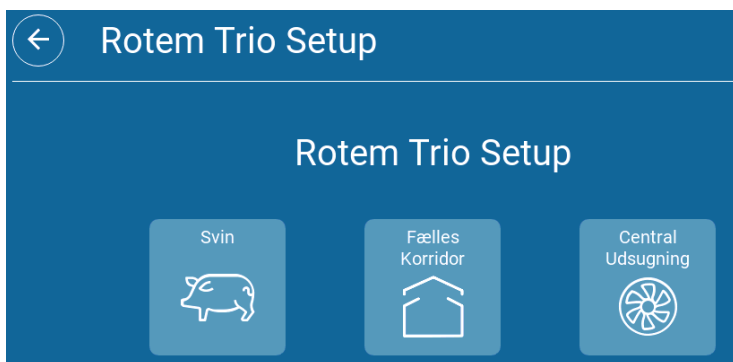 Rotem Trio Setup
Rotem Trio Setup
Svin
Fælles
Korridor
Central
Udsugning